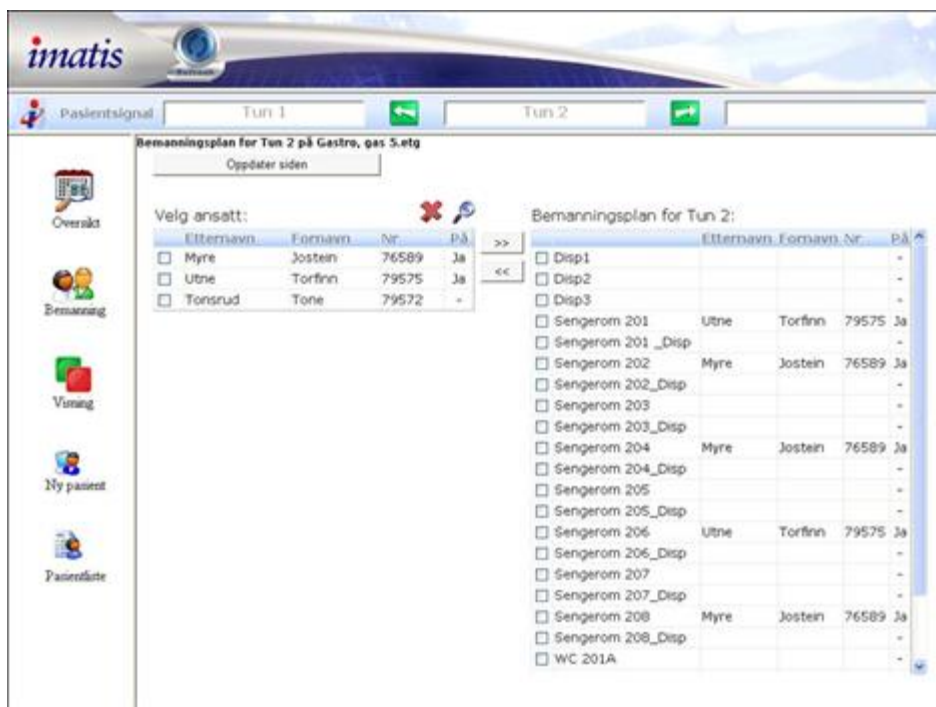 imatis
Refresh
Pasientsignal Tun 1 Tun 2
Bemanningsplan for Tun 2 på Gastro, gas 5.etg
Oppdater siden
Oversikt
Bemanning
Visning
Ny pasient
Pasientliste
Velg ansatt:
Etternavn Fornavn Nr På
Myre Jostein 76589 Ja
Utne Torfinn 79575 Ja
Tonsrud Tone 79572 -
>>
<<
Bemanningsplan for Tun 2:
Etternavn Fornavn Nr På
Disp1 -
Disp2 -
Disp3 -
Sengerom 201 Utne Torfinn 79575 Ja
Sengerom 201 _Disp -
Sengerom 202 Myre Jostein 76589 Ja
Sengerom 202_Disp -
Sengerom 203 -
Sengerom 203_Disp -
Sengerom 204 Myre Jostein 76589 Ja
Sengerom 204_Disp -
Sengerom 205 -
Sengerom 205_Disp -
Sengerom 206 Utne Torfinn 79575 Ja
Sengerom 206_Disp -
Sengerom 207 -
Sengerom 207_Disp -
Sengerom 208 Myre Jostein 76589 Ja
Sengerom 208_Disp -
WC 201A -